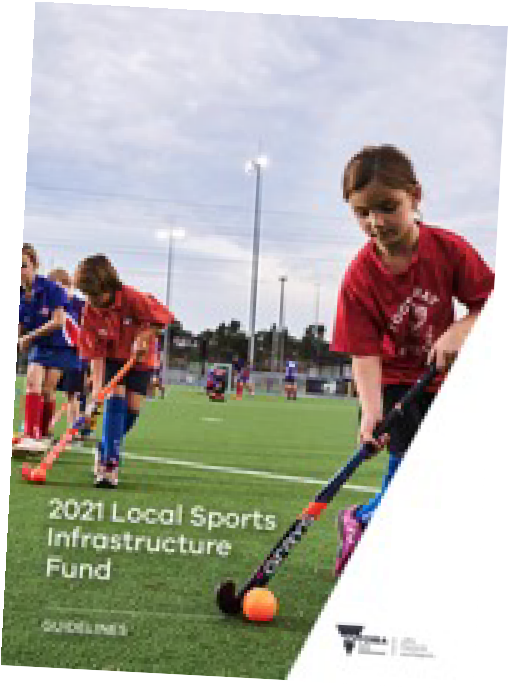 2021 Local Sports
Infrastructure
Fund
GUIDELINES